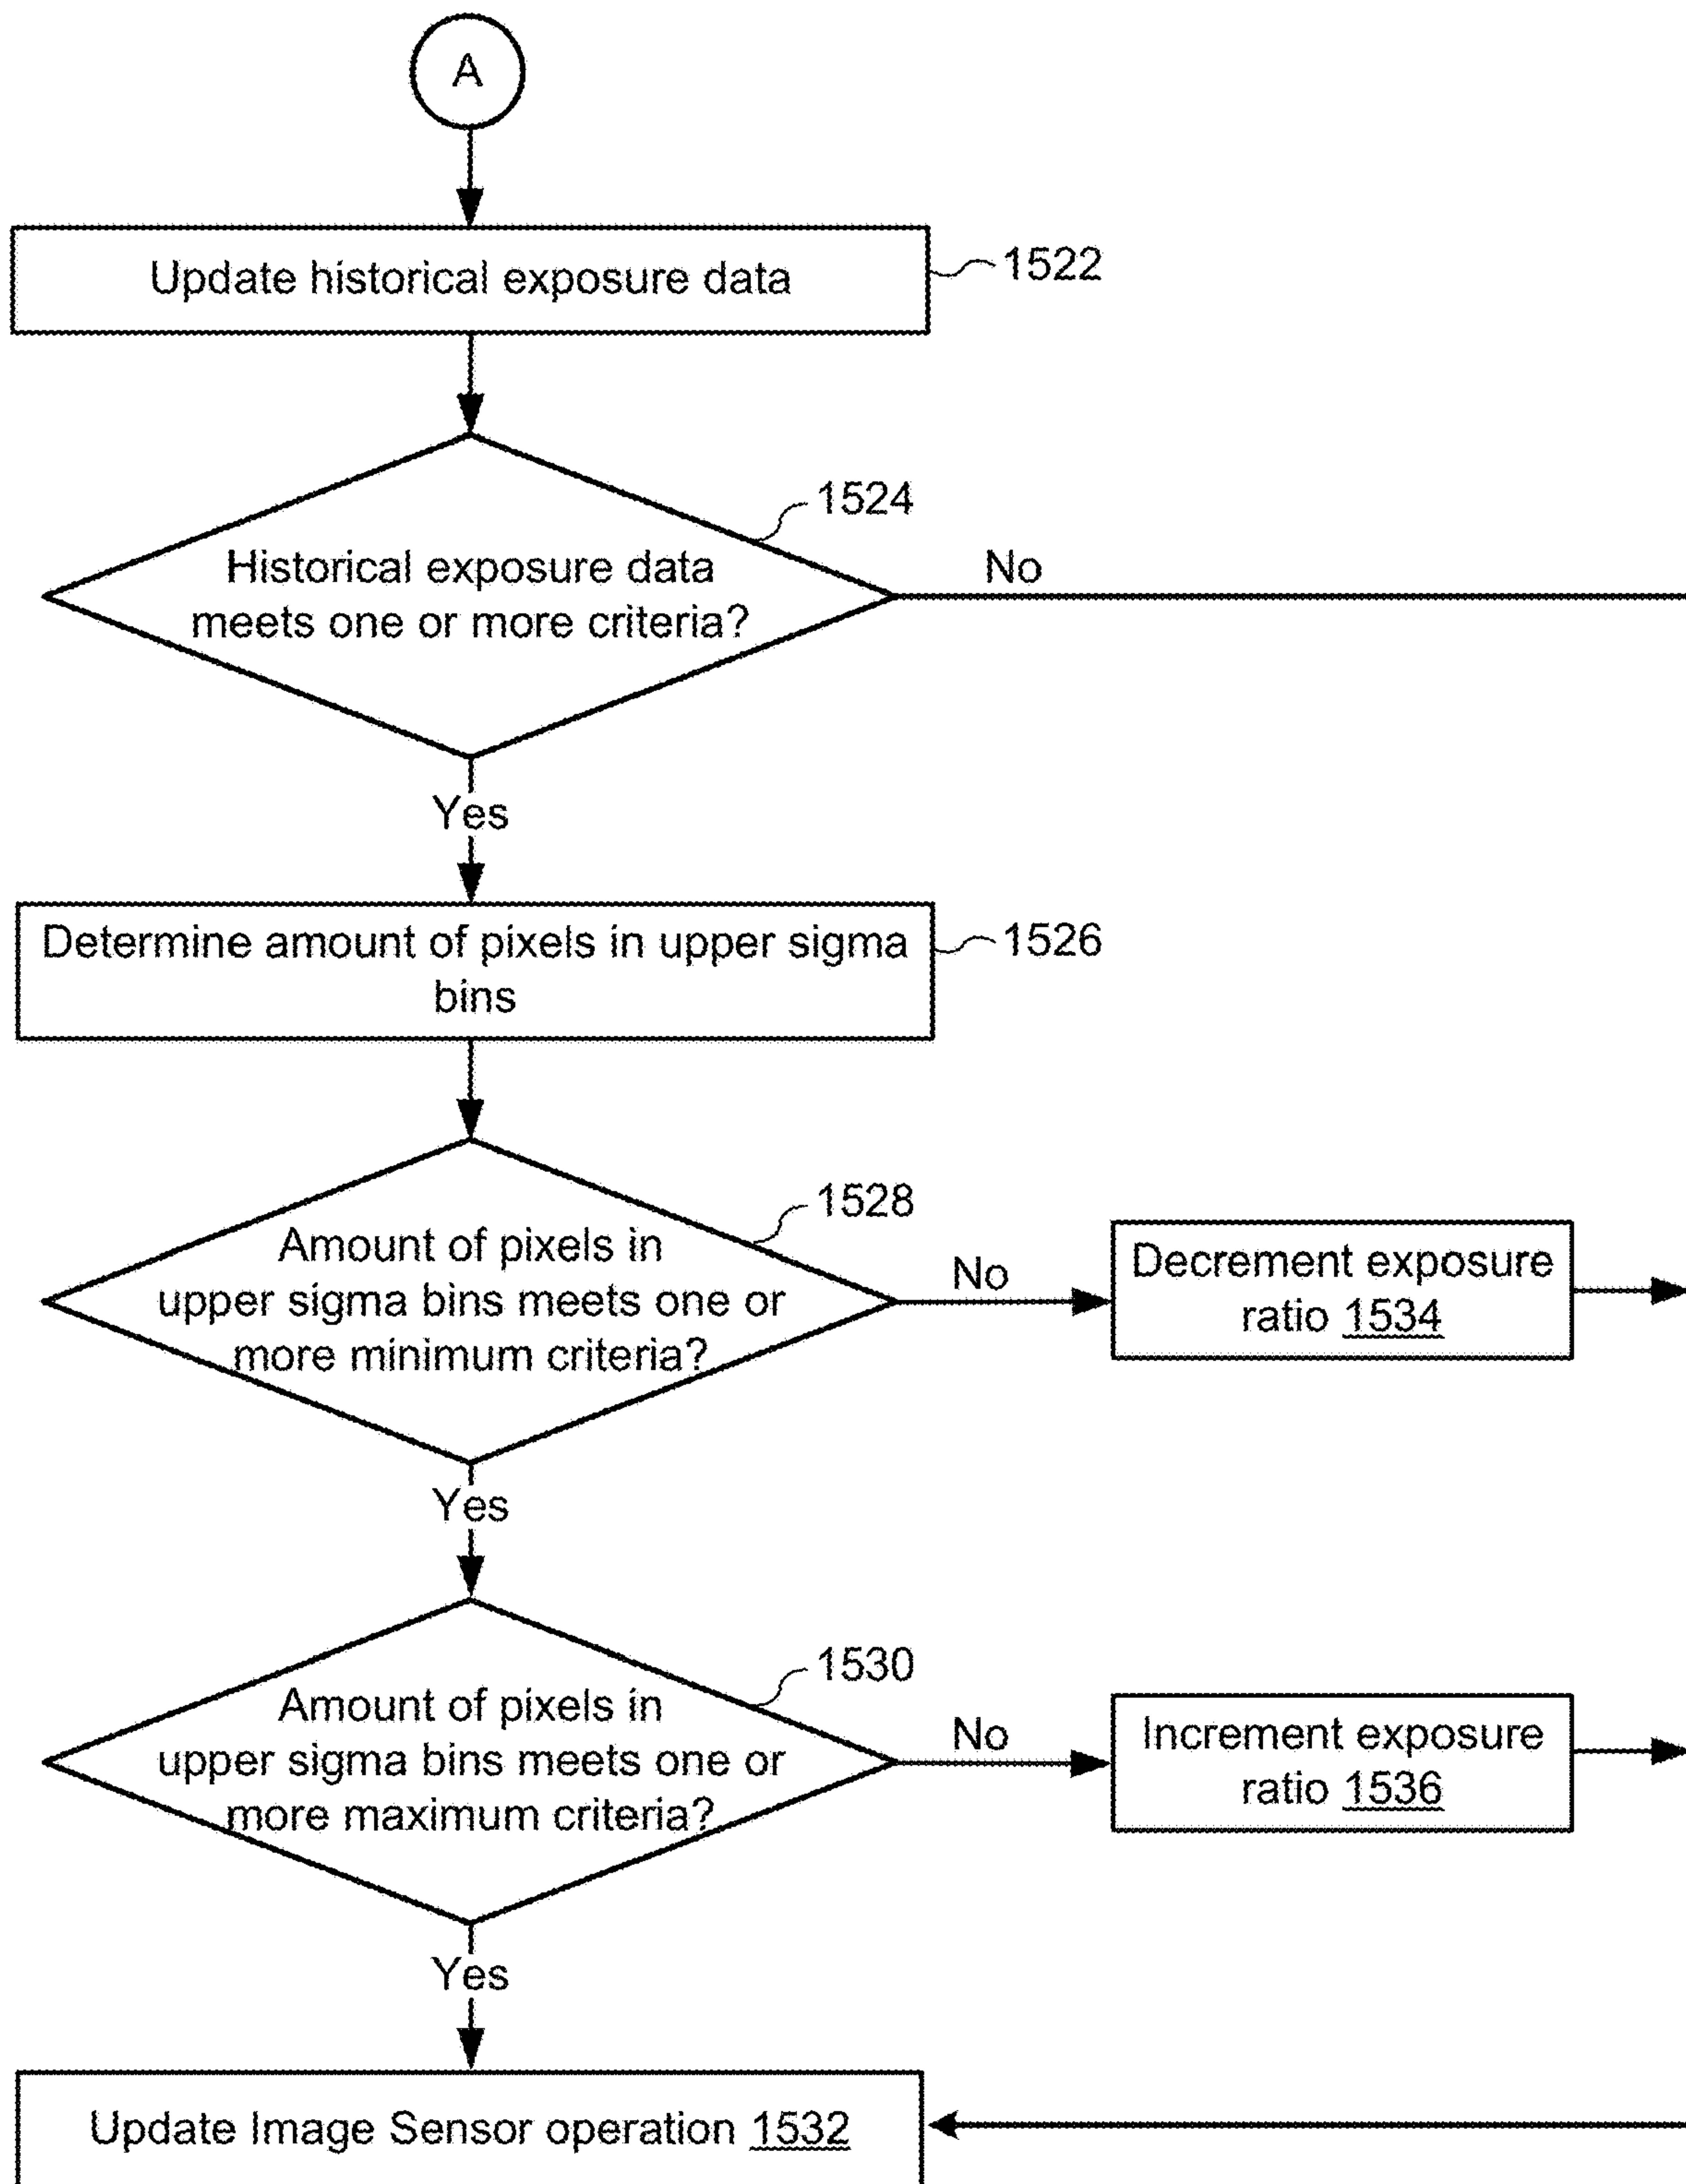 A
Update historical exposure data
1522
1524
Historical exposure data
meets one or more criteria?
No
Yes
Determine amount of pixels in upper sigma
bins
1526
1528
Amount of pixels in
upper sigma bins meets one or
more minimum criteria?
No
Decrement exposure
ratio 1534
Yes
1530
Amount of pixels in
upper sigma bins meets one or
more maximum criteria?
No
Increment exposure
ratio 1536
Yes
Update Image Sensor operation 1532